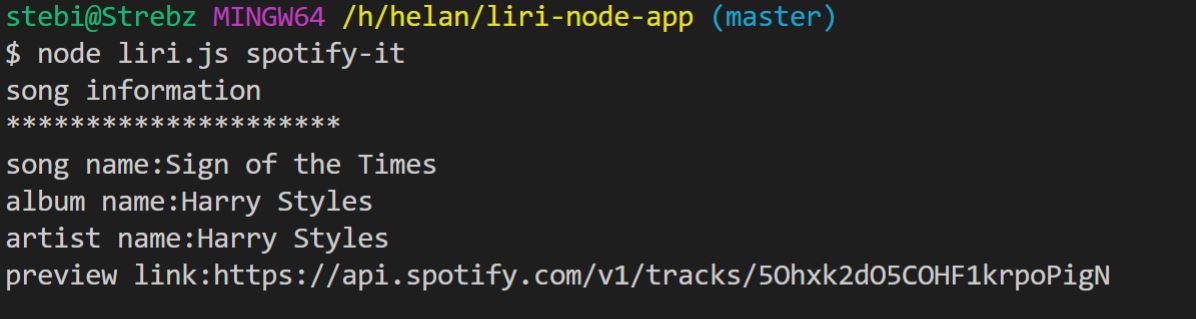 stebi@Strebz MINGW64 /h/helan/liri-node-app (master)
$ node liri.js spotify-it
song information
*********************
song name:Sign of the Times
album name:Harry Styles
artist name:Harry Styles
preview link:https://api.spotify.com/v1/tracks/5Ohxk2dO5COHF1krpoPigN